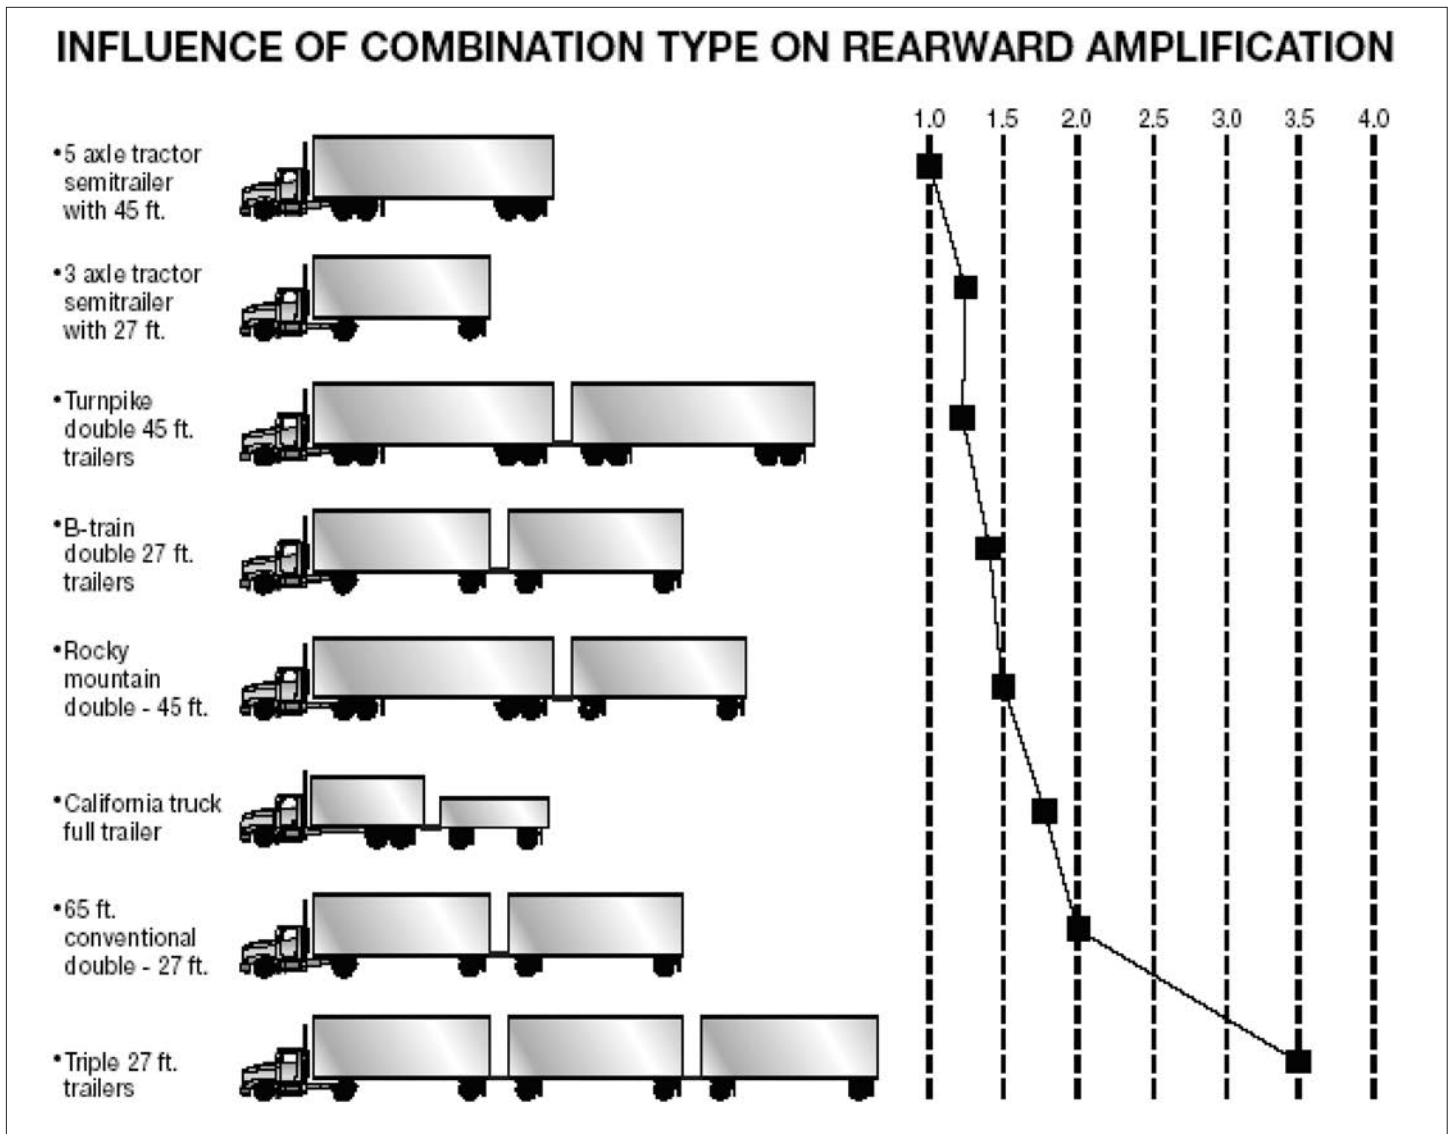 INFLUENCE OF COMBINATION TYPE ON REARWARD AMPLIFICATION
1.0 1.5 2.0 2.5 3.0 3.5 4.0
•5 axle tractor
semitrailer
with 45 ft.
•3 axle tractor
semitrailer
with 27 ft.
•Turnpike
double 45 ft.
trailers
•B-train
double 27 ft.
trailers
•Rocky
mountain
double - 45 ft.
•California truck
full trailer
•65 ft.
conventional
double - 27 ft.
•Triple 27 ft.
trailers